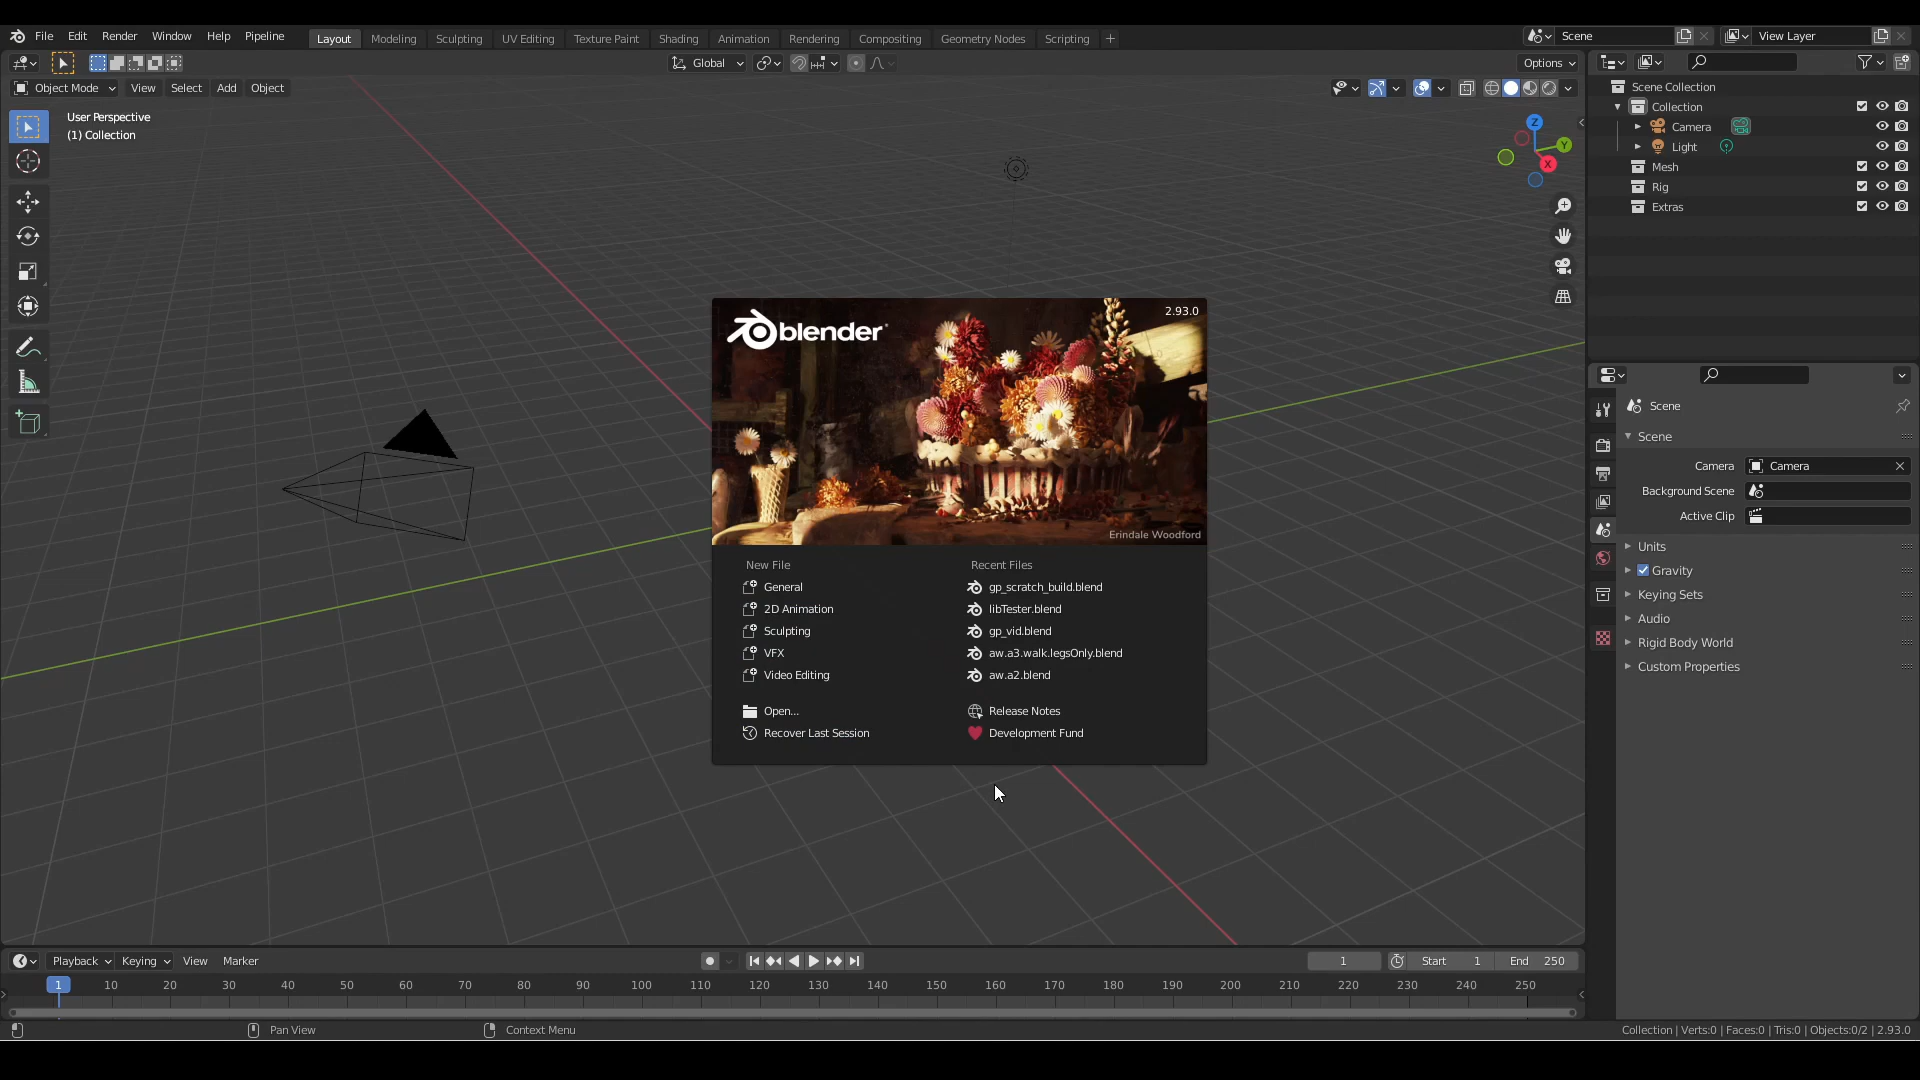 File Edit Render Window Help Pipeline Layout Modeling Sculpting UV Editing Texture Paint Shading Animation Rendering Compositing Geometry Nodes Scripting + Scene View Layer
Global Options
Object Mode View Select Add Object
User Perspective
(1) Collection
Z
Y
X
Scene Collection
Collection
Camera
Light
Mesh
Rig
Extras
blender
2.93.0
Erindale Woodford
New File
General
2D Animation
Sculpting
VFX
Video Editing
Open...
Recover Last Session
Recent Files
gp_scratch_build.blend
libTester.blend
gp_vid.blend
aw.a3.walk.legsOnly.blend
aw.a2.blend
Release Notes
Development Fund
Scene
Scene
Camera Camera
Background Scene
Active Clip
Units
Gravity
Keying Sets
Audio
Rigid Body World
Custom Properties
Playback Keying View Marker 1 Start 1 End 250
1 10 20 30 40 50 60 70 80 90 100 110 120 130 140 150 160 170 180 190 200 210 220 230 240 250
Pan View Context Menu Collection | Verts:0 | Faces:0 | Tris:0 | Objects:0/2 | 2.93.0